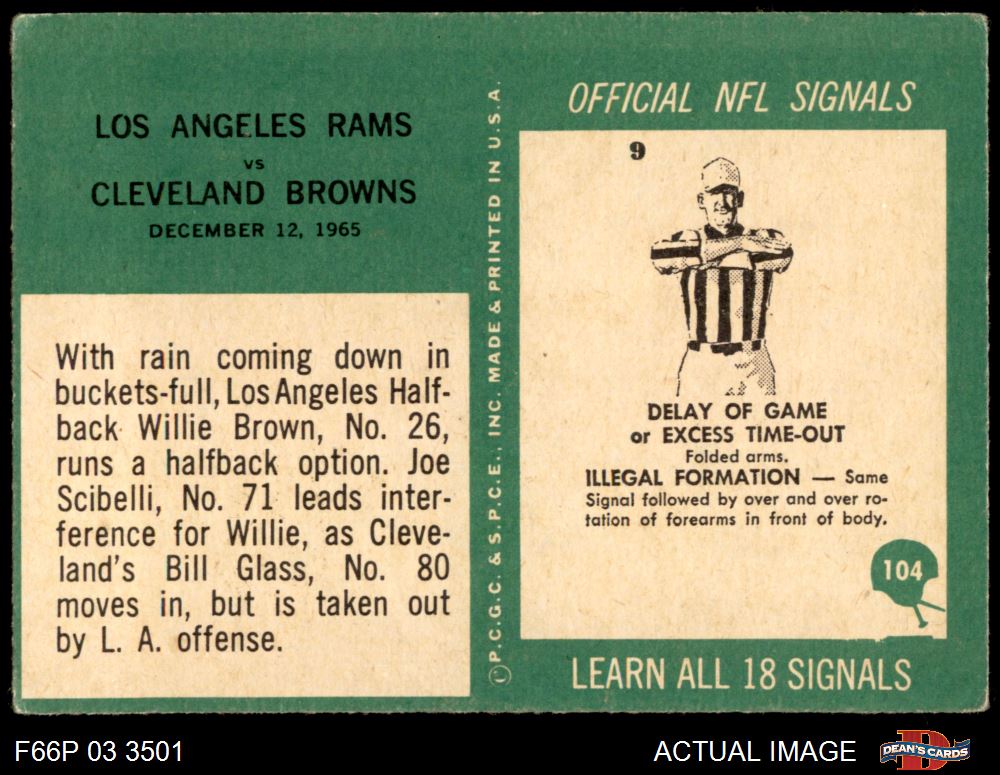 LOS ANGELES RAMS
vs
CLEVELAND BROWNS
DECEMBER 12, 1965
With rain coming down in
buckets-full, Los Angeles Half-
back Willie Brown, No. 26,
runs a halfback option. Joe
Scibelli, No. 71 leads inter-
ference for Willie, as Cleve-
land's Bill Glass, No. 80
moves in, but is taken out
by L. A. offense.
© P.C.G.C. & S.P.C.E., INC. MADE & PRINTED IN U.S.A.
OFFICIAL NFL SIGNALS
9
DELAY OF GAME
or EXCESS TIME-OUT
Folded arms.
ILLEGAL FORMATION — Same
Signal followed by over and over ro-
tation of forearms in front of body.
104
LEARN ALL 18 SIGNALS
F66P 03 3501
ACTUAL IMAGE
DEAN'S CARDS